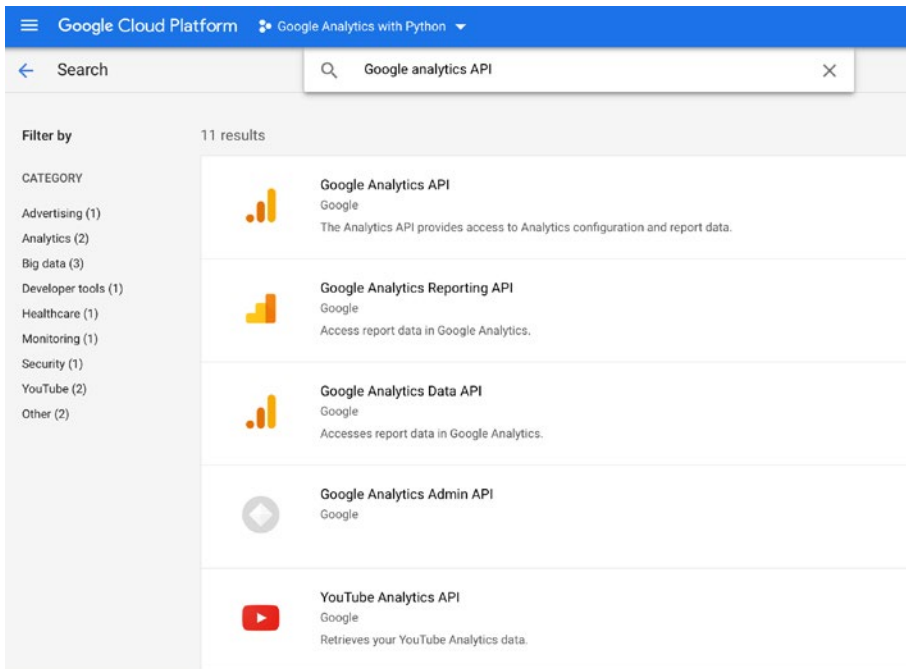 Google Cloud Platform
Google Analytics with Python
Search
Google analytics API
Filter by
CATEGORY
Advertising (1)
Analytics (2)
Big data (3)
Developer tools (1)
Healthcare (1)
Monitoring (1)
Security (1)
YouTube (2)
Other (2)
11 results
Google Analytics API
Google
The Analytics API provides access to Analytics configuration and report data.
Google Analytics Reporting API
Google
Access report data in Google Analytics.
Google Analytics Data API
Google
Accesses report data in Google Analytics.
Google Analytics Admin API
Google
YouTube Analytics API
Google
Retrieves your YouTube Analytics data.